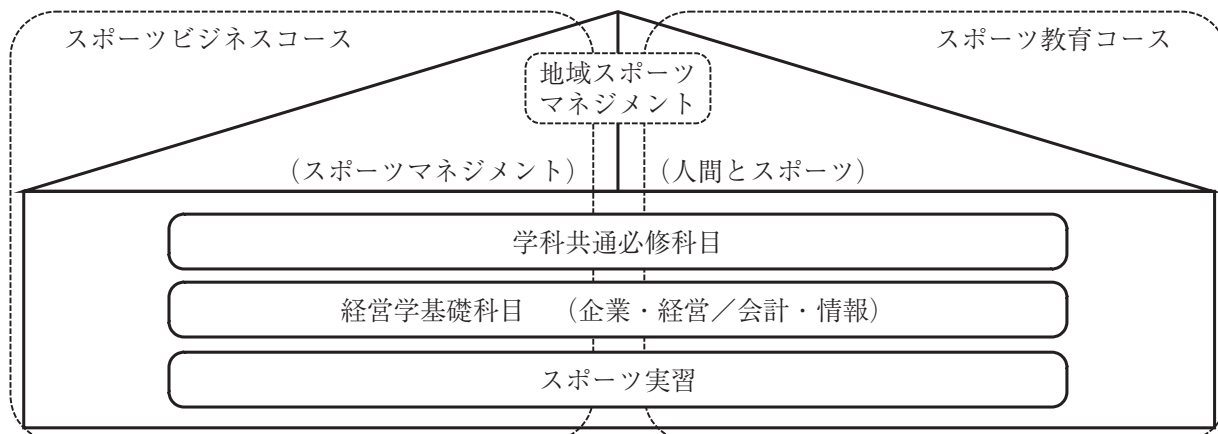 スポーツビジネスコース
スポーツ教育コース
地域スポーツ
マネジメント
（スポーツマネジメント）
（人間とスポーツ）
学科共通必修科目
経営学基礎科目　（企業・経営／会計・情報）
スポーツ実習